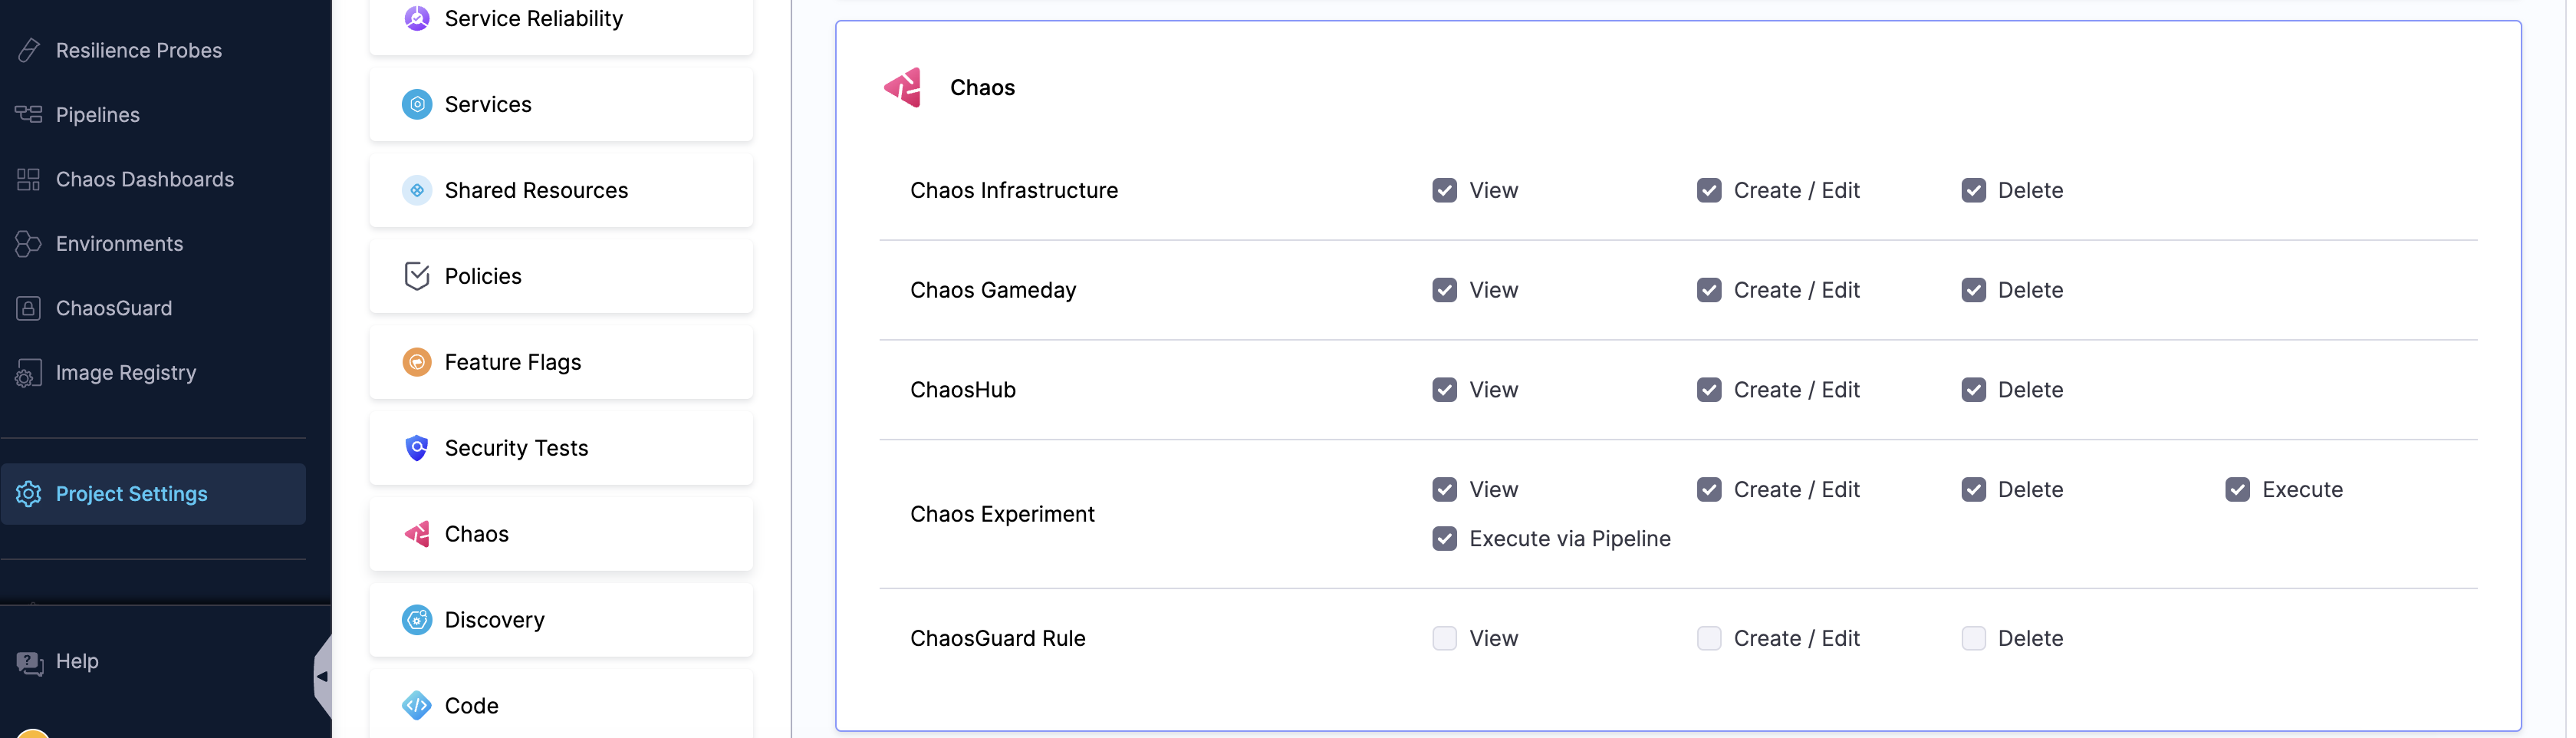 Resilience Probes
Pipelines
Chaos Dashboards
Environments
ChaosGuard
Image Registry
Project Settings
Help
Service Reliability
Services
Shared Resources
Policies
Feature Flags
Security Tests
Chaos
Discovery
Code
Chaos
Chaos Infrastructure View Create / Edit Delete
Chaos Gameday View Create / Edit Delete
ChaosHub View Create / Edit Delete
Chaos Experiment View Create / Edit Delete Execute
Execute via Pipeline
ChaosGuard Rule View Create / Edit Delete